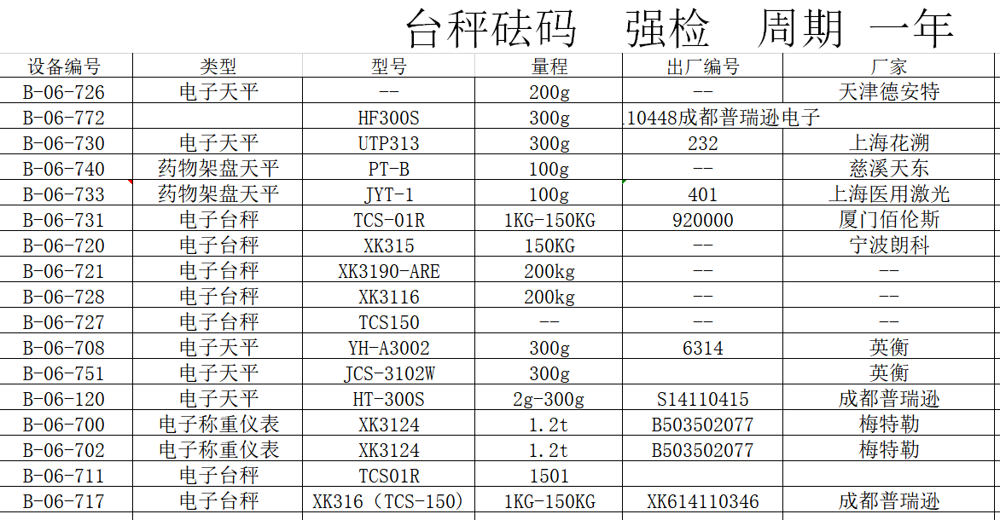 台秤砝码 强检 周期 一年
设备编号 类型 型号 量程 出厂编号 厂家
B-06-726 电子天平 -- 200g -- 天津德安特
B-06-772 HF300S 300g 10448成都普瑞逊电子
B-06-730 电子天平 UTP313 300g 232 上海花溯
B-06-740 药物架盘天平 PT-B 100g -- 慈溪天东
B-06-733 药物架盘天平 JYT-1 100g 401 上海医用激光
B-06-731 电子台秤 TCS-01R 1KG-150KG 920000 厦门佰伦斯
B-06-720 电子台秤 XK315 150KG -- 宁波朗科
B-06-721 电子台秤 XK3190-ARE 200kg -- --
B-06-728 电子台秤 XK3116 200kg -- --
B-06-727 电子台秤 TCS150 -- -- --
B-06-708 电子天平 YH-A3002 300g 6314 英衡
B-06-751 电子天平 JCS-3102W 300g 英衡
B-06-120 电子天平 HT-300S 2g-300g S14110415 成都普瑞逊
B-06-700 电子称重仪表 XK3124 1.2t B503502077 梅特勒
B-06-702 电子称重仪表 XK3124 1.2t B503502077 梅特勒
B-06-711 电子台秤 TCS01R 1501
B-06-717 电子台秤 XK316（TCS-150） 1KG-150KG XK614110346 成都普瑞逊